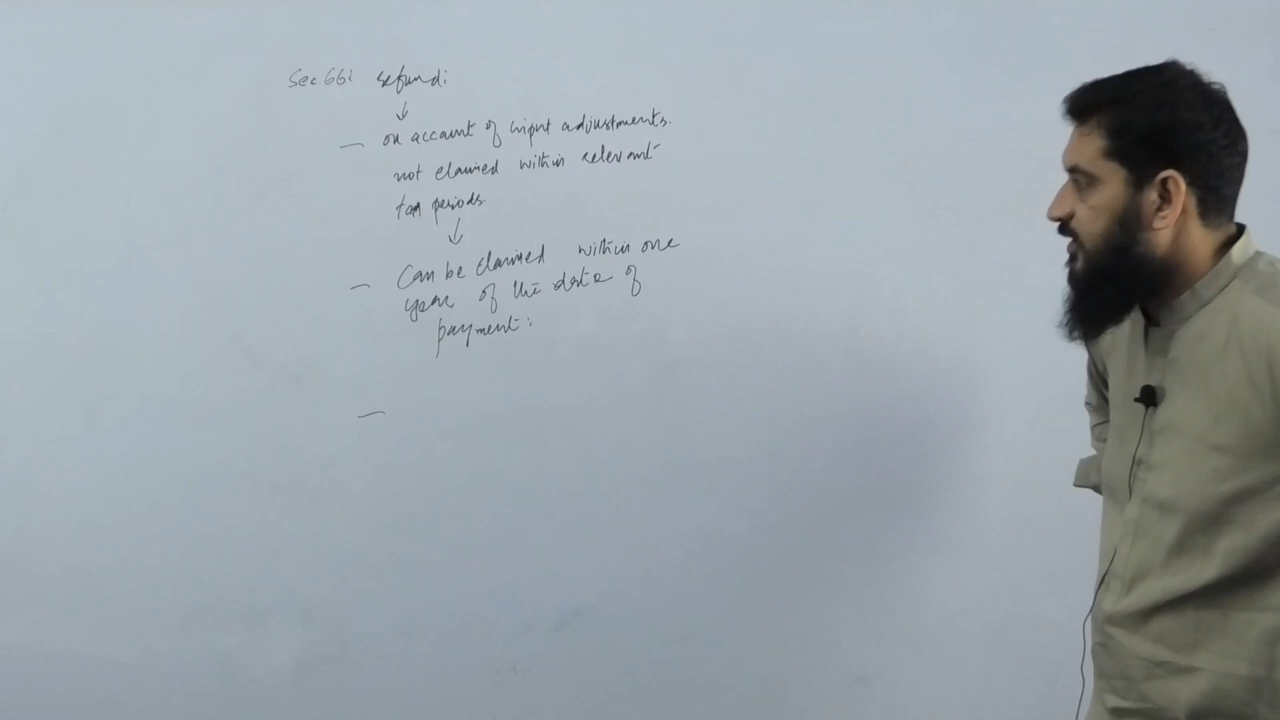 Sec 66: refund:
on account of input adjustments.
not claimed within relevant
tax periods.
Can be claimed within one
year of the date of
payment: